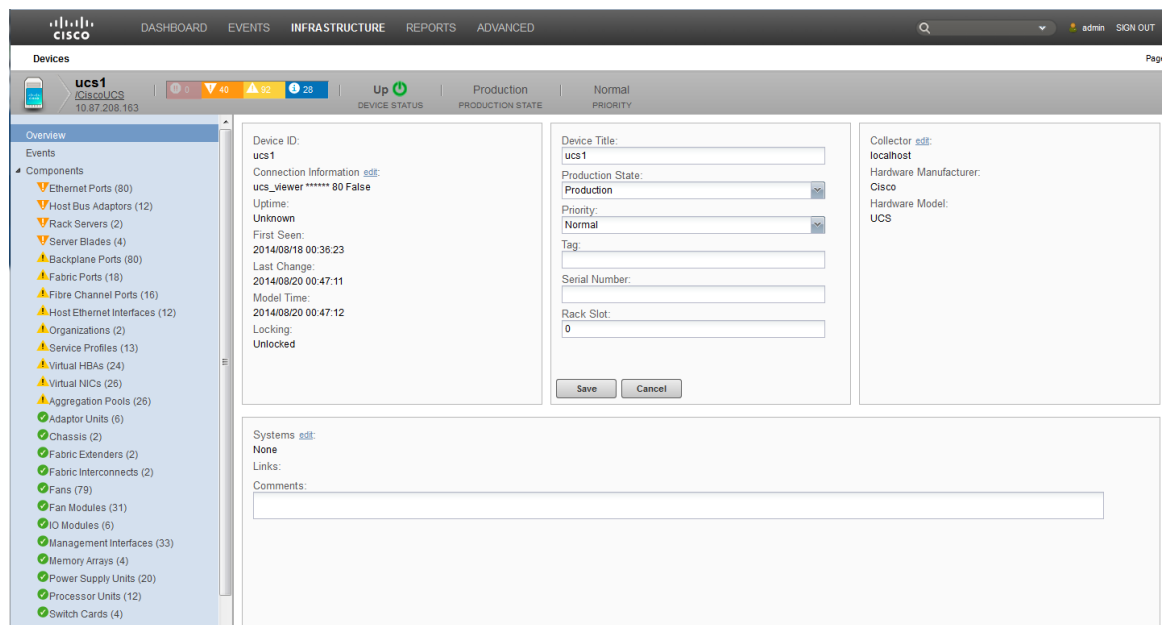 CISCO DASHBOARD EVENTS INFRASTRUCTURE REPORTS ADVANCED admin SIGN OUT
Devices Page
ucs1
/CiscoUCS
10.87.208.163
0 40 92 28
Up
DEVICE STATUS
Production
PRODUCTION STATE
Normal
PRIORITY
Overview
Events
Components
Ethernet Ports (80)
Host Bus Adaptors (12)
Rack Servers (2)
Server Blades (4)
Backplane Ports (80)
Fabric Ports (18)
Fibre Channel Ports (16)
Host Ethernet Interfaces (12)
Organizations (2)
Service Profiles (13)
Virtual HBAs (24)
Virtual NICs (26)
Aggregation Pools (26)
Adaptor Units (6)
Chassis (2)
Fabric Extenders (2)
Fabric Interconnects (2)
Fans (79)
Fan Modules (31)
IO Modules (6)
Management Interfaces (33)
Memory Arrays (4)
Power Supply Units (20)
Processor Units (12)
Switch Cards (4)
Device ID:
ucs1
Connection Information edit:
ucs_viewer ****** 80 False
Uptime:
Unknown
First Seen:
2014/08/18 00:36:23
Last Change:
2014/08/20 00:47:11
Model Time:
2014/08/20 00:47:12
Locking:
Unlocked
Device Title:
ucs1
Production State:
Production
Priority:
Normal
Tag:
Serial Number:
Rack Slot:
0
Save Cancel
Collector edit:
localhost
Hardware Manufacturer:
Cisco
Hardware Model:
UCS
Systems edit:
None
Links:
Comments: